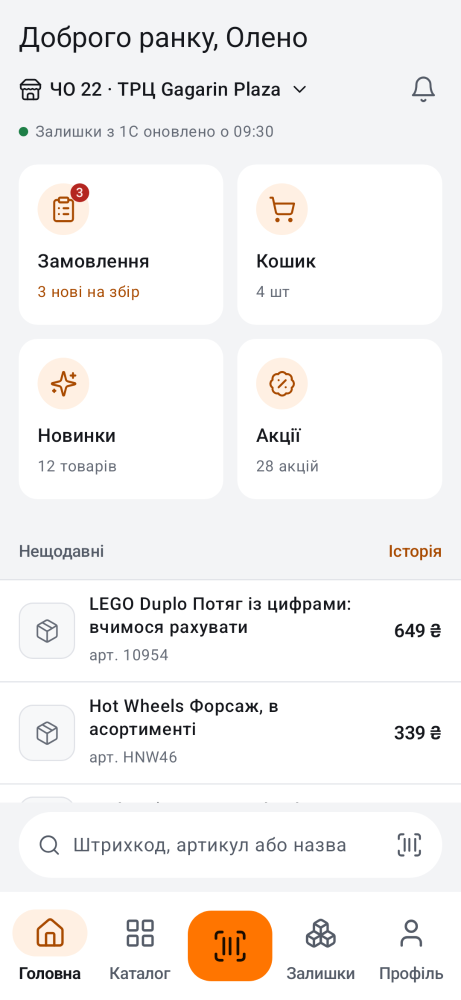 Доброго ранку, Олено
ЧО 22 · ТРЦ Gagarin Plaza
Залишки з 1С оновлено о 09:30
3
Замовлення
3 нові на збір
Кошик
4 шт
Новинки
12 товарів
Акції
28 акцій
Нещодавні
Історія
LEGO Duplo Потяг із цифрами:
вчимося рахувати
649 ₴
арт. 10954
Hot Wheels Форсаж, в
асортименті
339 ₴
арт. HNW46
Штрихкод, артикул або назва
Головна
Каталог
Залишки
Профіль